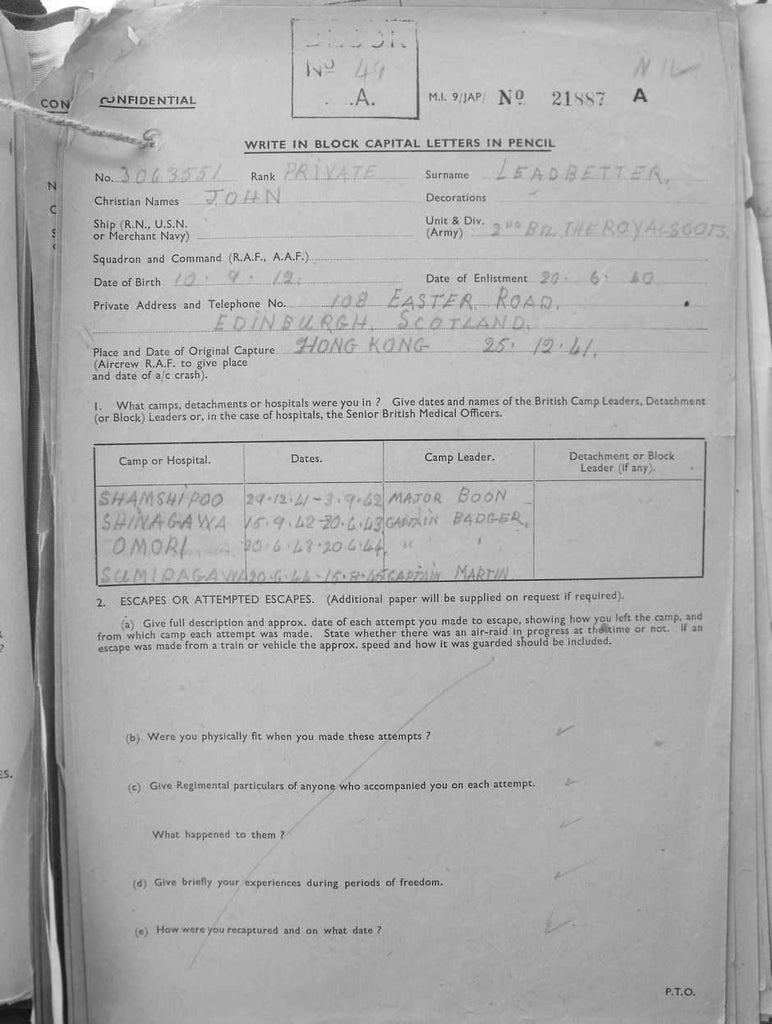 CON
CONFIDENTIAL
No 49
.A.
M.I. 9/JAP/ No 21887 A
NIL
WRITE IN BLOCK CAPITAL LETTERS IN PENCIL
No. 3063551 Rank PRIVATE Surname LEADBETTER,
Christian Names JOHN Decorations -
Ship (R.N., U.S.N.
or Merchant Navy)
Unit & Div.
(Army) 2ND BTN. THE ROYAL SCOTS.
Squadron and Command (R.A.F., A.A.F.)
Date of Birth 10.9.12. Date of Enlistment 20.6.40
Private Address and Telephone No. 108 EASTER ROAD,
EDINBURGH, SCOTLAND.
Place and Date of Original Capture HONG KONG 25.12.41.
(Aircrew R.A.F. to give place
and date of a/c crash).
1. What camps, detachments or hospitals were you in ? Give dates and names of the British Camp Leaders, Detachment
(or Block) Leaders or, in the case of hospitals, the Senior British Medical Officers.
Camp or Hospital. Dates. Camp Leader. Detachment or Block
Leader (if any).
SHAMSHIPOO 29.12.41-3.9.42 MAJOR BOON
SHINAGAWA 15.9.42-20.6.43 CAPTAIN BADGER,
OMORI 20.6.43.20.6.44, " "
SUMIDAGAWA 20.6.44-15.8.45 CAPTAIN MARTIN
2. ESCAPES OR ATTEMPTED ESCAPES. (Additional paper will be supplied on request if required).
(a) Give full description and approx. date of each attempt you made to escape, showing how you left the camp, and
from which camp each attempt was made. State whether there was an air-raid in progress at the time or not. If an
escape was made from a train or vehicle the approx. speed and how it was guarded should be included.
(b) Were you physically fit when you made these attempts ?
(c) Give Regimental particulars of anyone who accompanied you on each attempt.
What happened to them ?
(d) Give briefly your experiences during periods of freedom.
(e) How were you recaptured and on what date ?
P.T.O.